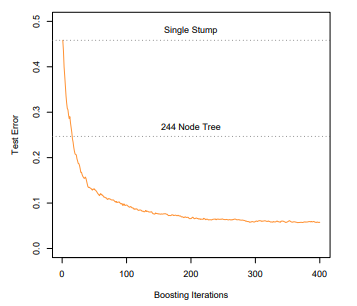 0.5
Single Stump
0.4
0.3
244 Node Tree
Test Error
0.2
0.1
0.0
0 100 200 300 400
Boosting Iterations